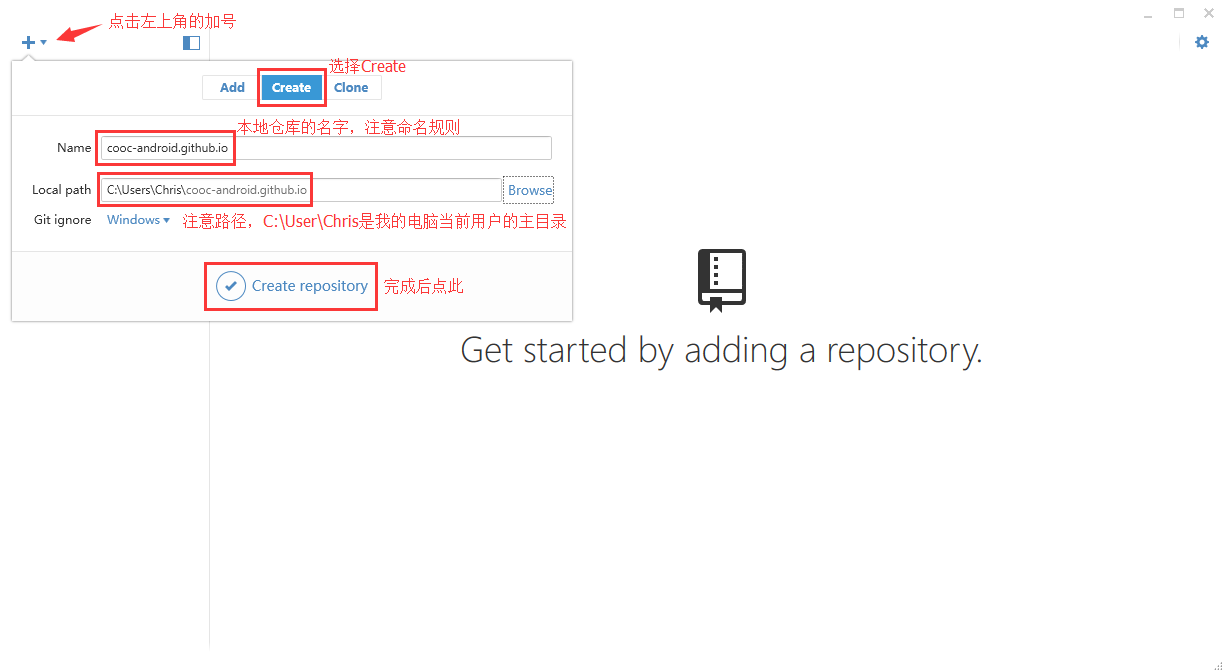 点击左上角的加号
选择Create
Add Create Clone
本地仓库的名字，注意命名规则
Name cooc-android.github.io
Local path C:\Users\Chris\cooc-android.github.io Browse
Git ignore Windows 注意路径，C:\User\Chris是我的电脑当前用户的主目录
Create repository 完成后点此
Get started by adding a repository.